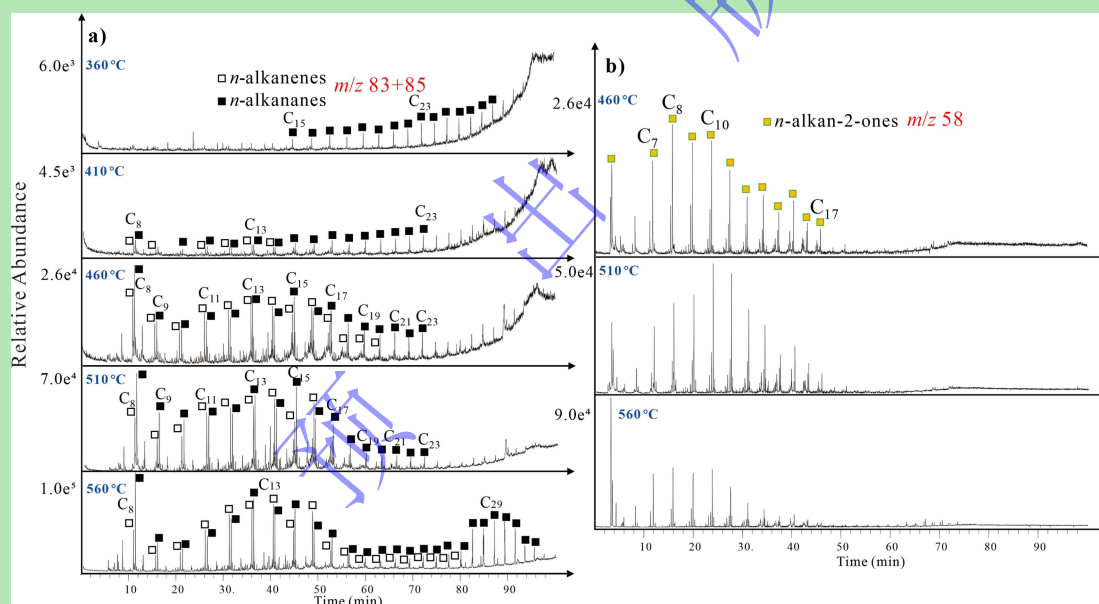 a)
6.0e³
360°C
n-alkanenes
m/z 83+85
n-alkananes
C₁₅
C₂₃
4.5e³
410°C
C₈
C₁₃
C₂₃
Relative Abundance
2.6e⁴
460°C
C₈
C₉
C₁₁
C₁₃
C₁₅
C₁₇
C₁₉
C₂₁
C₂₃
7.0e⁴
510°C
C₈
C₉
C₁₁
C₁₃
C₁₅
C₁₇
C₁₉
C₂₁
C₂₃
1.0e⁵
560°C
C₈
C₁₃
C₂₉
10 20 30. 40 50 60 70 80 90
Time (min)
b)
2.6e4
460°C
C₇
C₈
C₁₀
n-alkan-2-ones m/z 58
C₁₇
5.0e4
510°C
9.0e⁴
560°C
10 20 30. 40 50 60 70 80 90
Time (min)